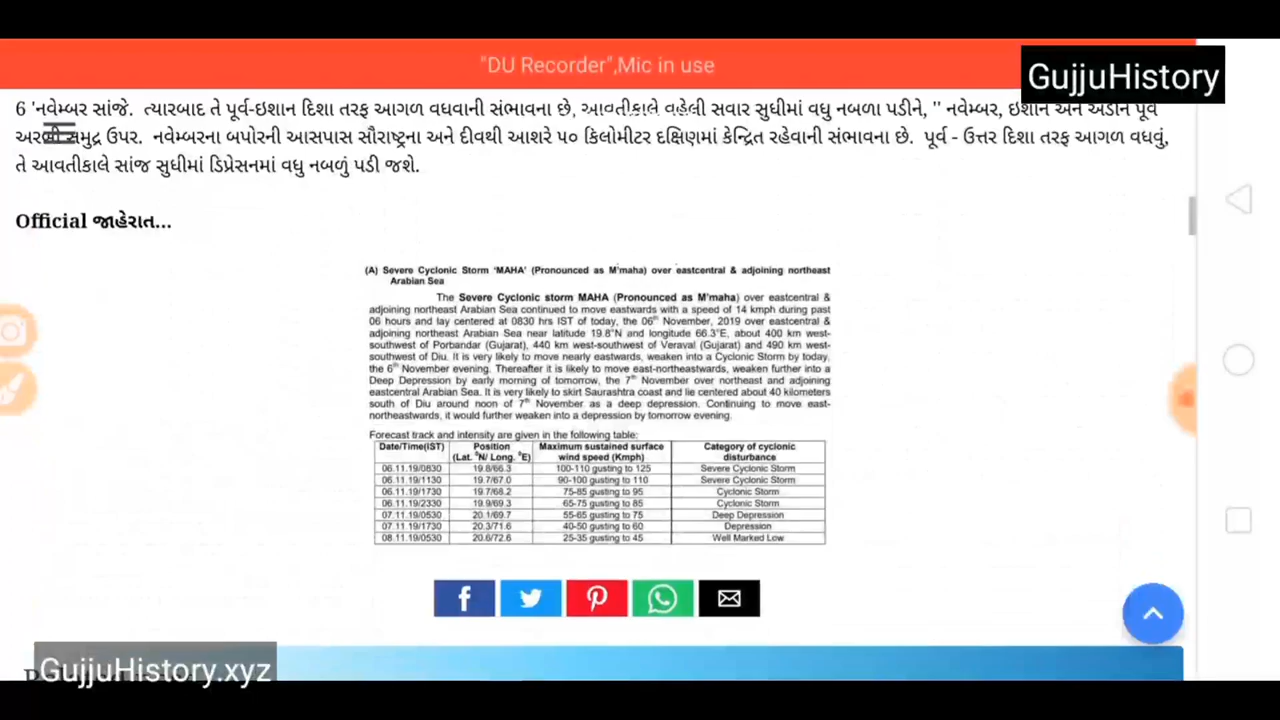 "DU Recorder",Mic in use
GujjuHistory
6 'નવેમ્બર સાંજે. ત્યારબાદ તે પૂર્વ-ઇશાન દિશા તરફ આગળ વધવાની સંભાવના છે, આવતીકાલે વહેલી સવાર સુધીમાં વધુ નબળા પડીને, '' નવેમ્બર, ઇશાન અને અડીને પૂર્વ
અરબી સમુદ્ર ઉપર. નવેમ્બરના બપોરની આસપાસ સૌરાષ્ટ્રના અને દીવથી આશરે ૫૦ કિલોમીટર દક્ષિણમાં કેન્દ્રિત રહેવાની સંભાવના છે. પૂર્વ - ઉત્તર દિશા તરફ આગળ વધવું,
તે આવતીકાલે સાંજ સુધીમાં ડિપ્રેસનમાં વધુ નબળું પડી જશે.
Official જાહેરાત...
(A) Severe Cyclonic Storm 'MAHA' (Pronounced as M'maha) over eastcentral & adjoining northeast
Arabian Sea
The Severe Cyclonic storm MAHA (Pronounced as M'maha) over eastcentral &
adjoining northeast Arabian Sea continued to move eastwards with a speed of 14 kmph during past
06 hours and lay centered at 0830 hrs IST of today, the 06th November, 2019 over eastcentral &
adjoining northeast Arabian Sea near latitude 19.8°N and longitude 66.3°E, about 400 km west-
southwest of Porbandar (Gujarat), 440 km west-southwest of Veraval (Gujarat) and 490 km west-
southwest of Diu. It is very likely to move nearly eastwards, weaken into a Cyclonic Storm by today,
the 6th November evening. Thereafter it is likely to move east-northeastwards, weaken further into a
Deep Depression by early morning of tomorrow, the 7th November over northeast and adjoining
eastcentral Arabian Sea. It is very likely to skirt Saurashtra coast and lie centered about 40 kilometers
south of Diu around noon of 7th November as a deep depression. Continuing to move east-
northeastwards, it would further weaken into a depression by tomorrow evening.
Forecast track and intensity are given in the following table:
Date/Time(IST) Position (Lat. °N/ Long. °E) Maximum sustained surface wind speed (Kmph) Category of cyclonic disturbance
06.11.19/0830 19.8/66.3 100-110 gusting to 125 Severe Cyclonic Storm
06.11.19/1130 19.7/67.0 90-100 gusting to 110 Severe Cyclonic Storm
06.11.19/1730 19.7/68.2 75-85 gusting to 95 Cyclonic Storm
06.11.19/2330 19.9/69.3 65-75 gusting to 85 Cyclonic Storm
07.11.19/0530 20.1/69.7 55-65 gusting to 75 Deep Depression
07.11.19/1730 20.3/71.6 40-50 gusting to 60 Depression
08.11.19/0530 20.6/72.6 25-35 gusting to 45 Well Marked Low
GujjuHistory.xyz